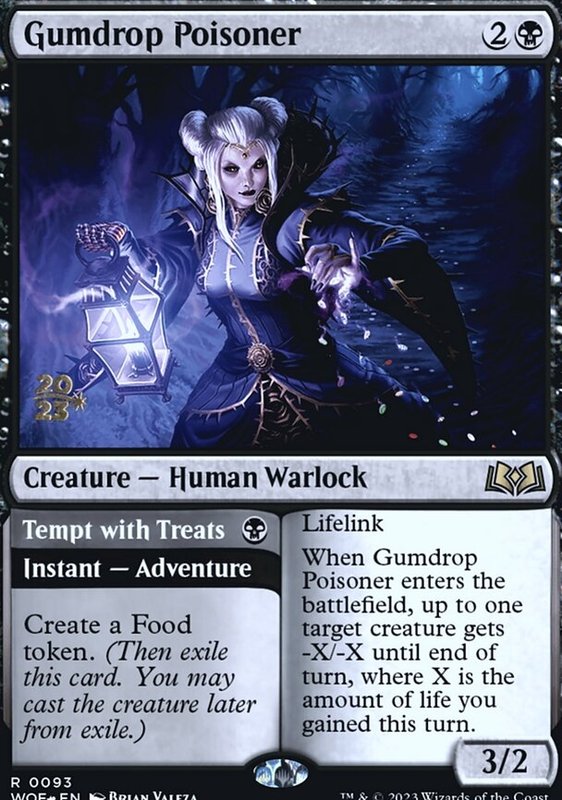 Gumdrop Poisoner 2
20
23
Creature — Human Warlock
Tempt with Treats
Instant — Adventure
Create a Food
token. (Then exile
this card. You may
cast the creature later
from exile.)
Lifelink
When Gumdrop
Poisoner enters the
battlefield, up to one
target creature gets
-X/-X until end of
turn, where X is the
amount of life you
gained this turn.
3/2
R 0093
WOE★EN Brian Valeza
™ & © 2023 Wizards of the Coast